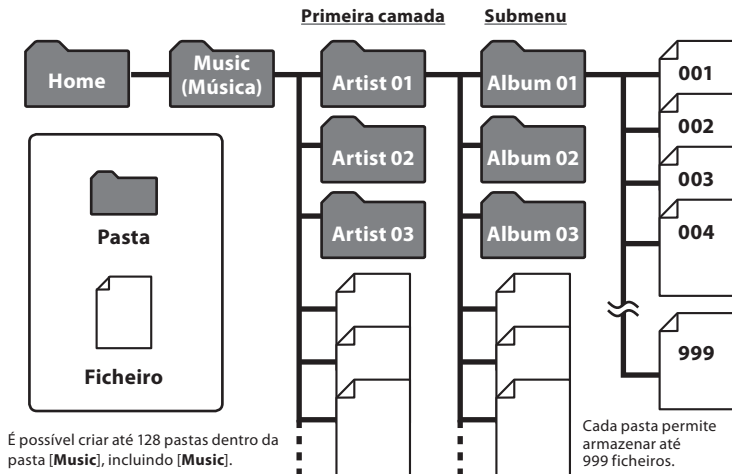 Primeira camada
Submenu
Home
Music
(Música)
Artist 01
Album 01
001
Artist 02
Album 02
002
Artist 03
Album 03
003
004
999
Pasta
Ficheiro
É possível criar até 128 pastas dentro da
pasta [Music], incluindo [Music].
Cada pasta permite
armazenar até
999 ficheiros.